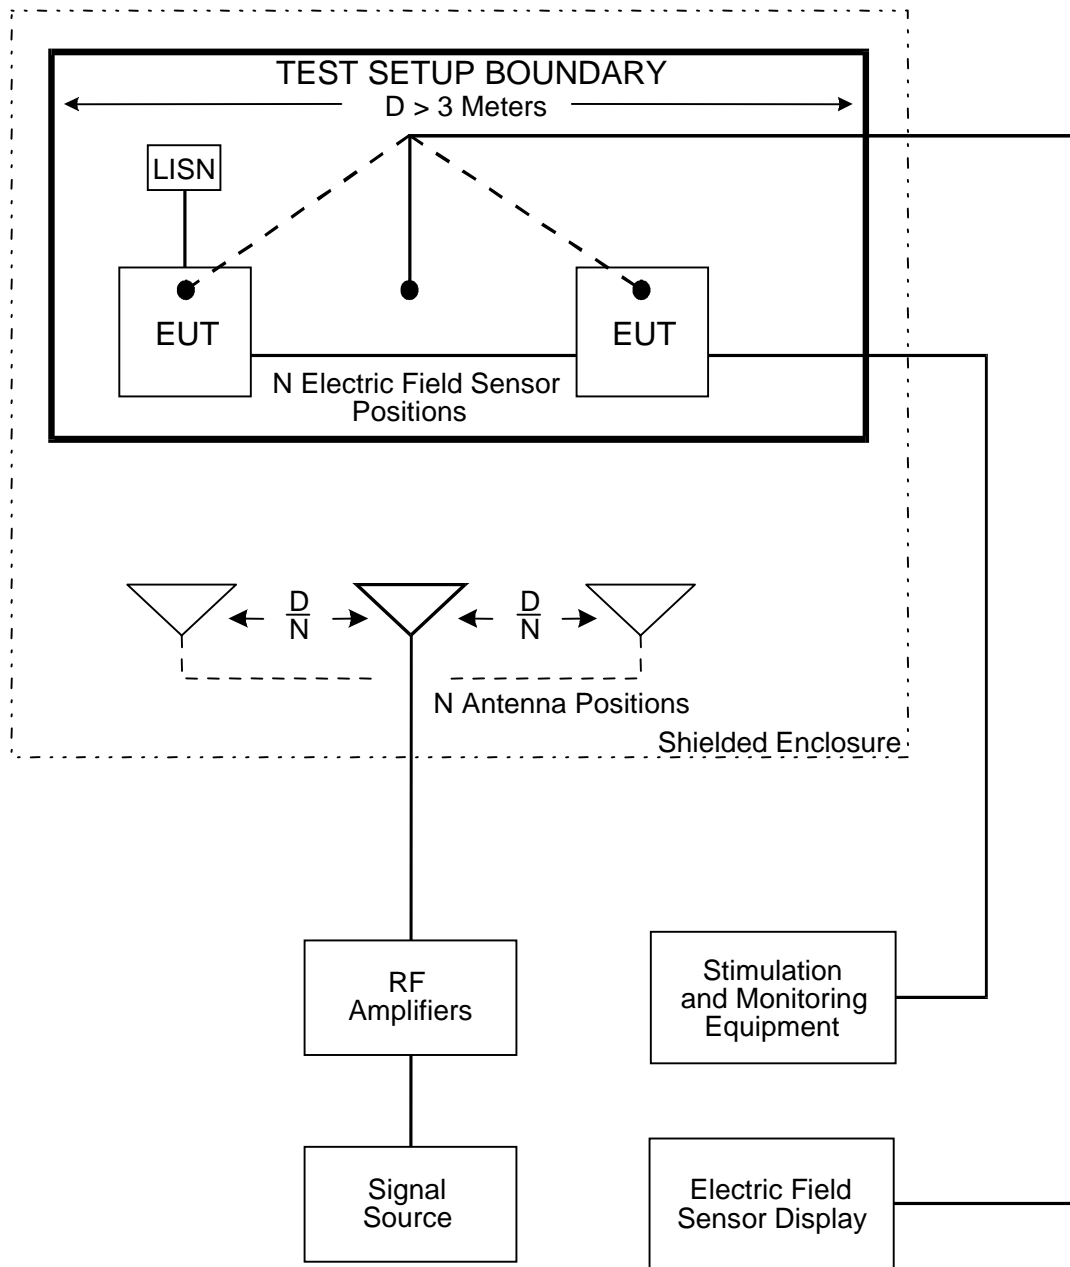 TEST SETUP BOUNDARY
D > 3 Meters
LISN
EUT
EUT
N Electric Field Sensor
Positions
D
N
D
N
N Antenna Positions
Shielded Enclosure
RF
Amplifiers
Stimulation
and Monitoring
Equipment
Signal
Source
Electric Field
Sensor Display